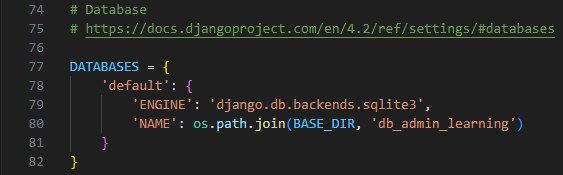 74 # Database
75 # https://docs.djangoproject.com/en/4.2/ref/settings/#databases
76
77 DATABASES = {
78     'default': {
79         'ENGINE': 'django.db.backends.sqlite3',
80         'NAME': os.path.join(BASE_DIR, 'db_admin_learning')
81     }
82 }